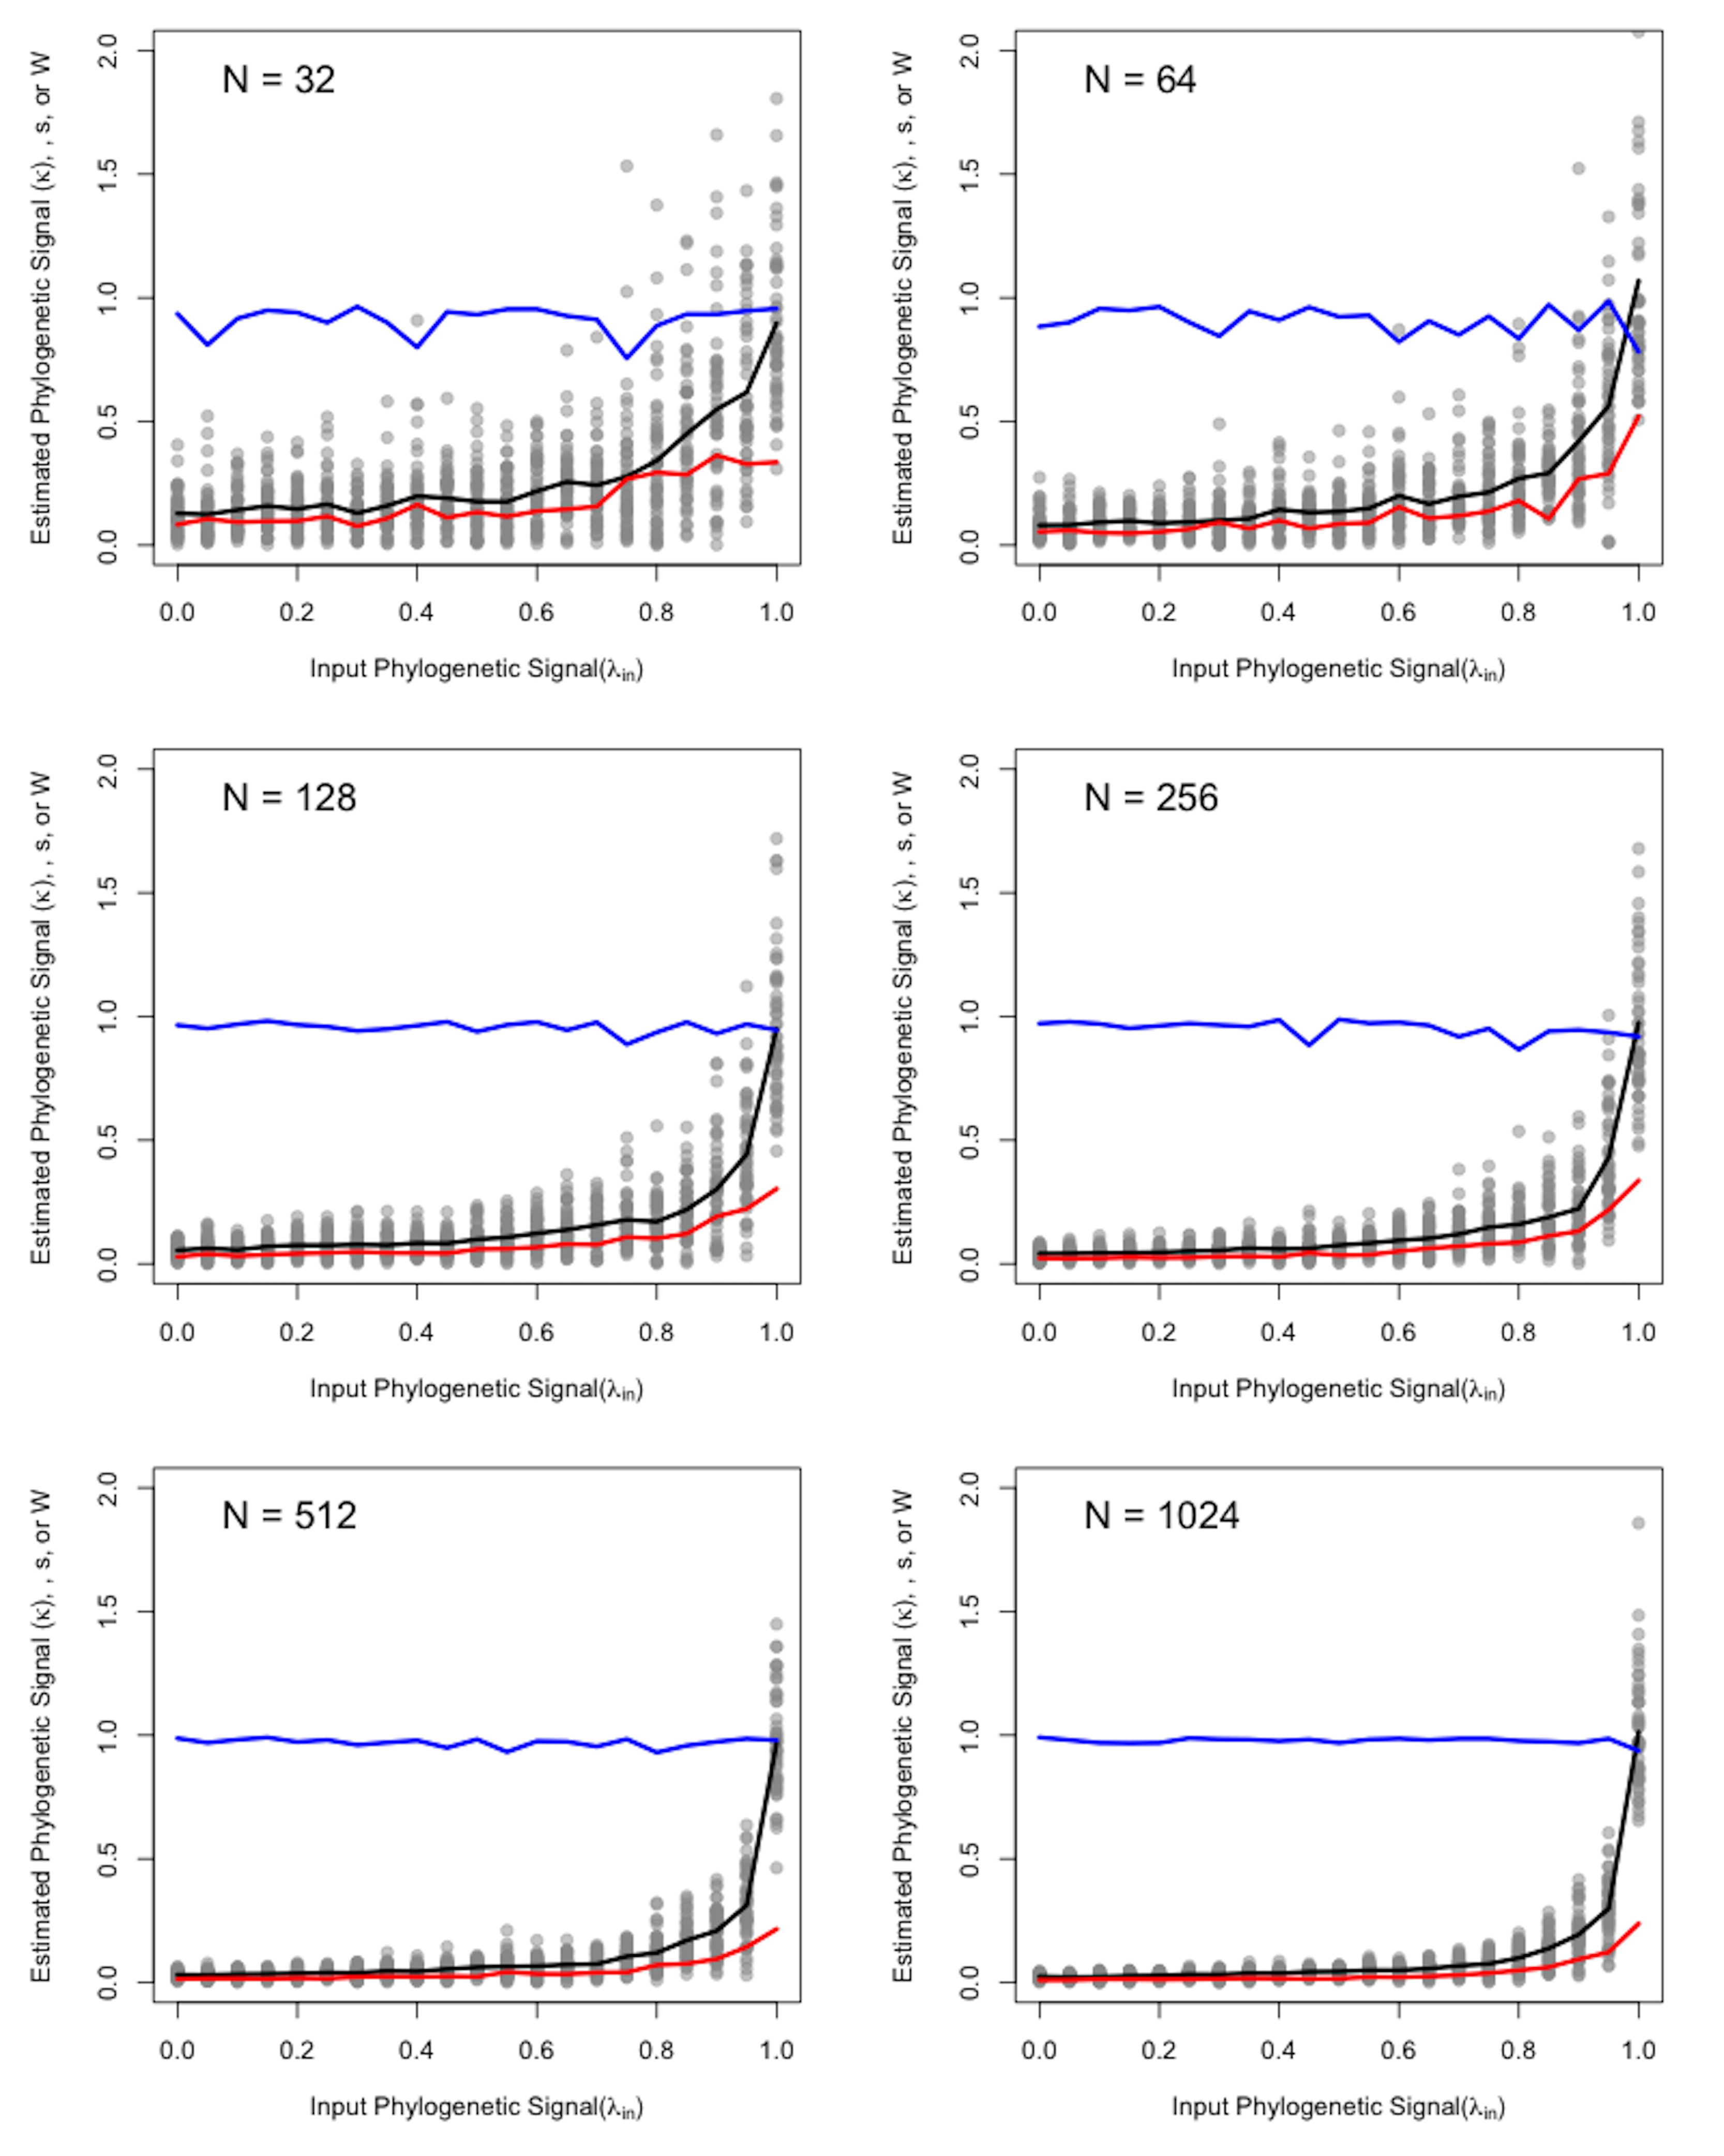 N = 32
Estimated Phylogenetic Signal (κ), , s, or W
2.0
1.5
1.0
0.5
0.0
0.0 0.2 0.4 0.6 0.8 1.0
Input Phylogenetic Signal(λin)
N = 64
Estimated Phylogenetic Signal (κ), , s, or W
2.0
1.5
1.0
0.5
0.0
0.0 0.2 0.4 0.6 0.8 1.0
Input Phylogenetic Signal(λin)
N = 128
Estimated Phylogenetic Signal (κ), , s, or W
2.0
1.5
1.0
0.5
0.0
0.0 0.2 0.4 0.6 0.8 1.0
Input Phylogenetic Signal(λin)
N = 256
Estimated Phylogenetic Signal (κ), , s, or W
2.0
1.5
1.0
0.5
0.0
0.0 0.2 0.4 0.6 0.8 1.0
Input Phylogenetic Signal(λin)
N = 512
Estimated Phylogenetic Signal (κ), , s, or W
2.0
1.5
1.0
0.5
0.0
0.0 0.2 0.4 0.6 0.8 1.0
Input Phylogenetic Signal(λin)
N = 1024
Estimated Phylogenetic Signal (κ), , s, or W
2.0
1.5
1.0
0.5
0.0
0.0 0.2 0.4 0.6 0.8 1.0
Input Phylogenetic Signal(λin)